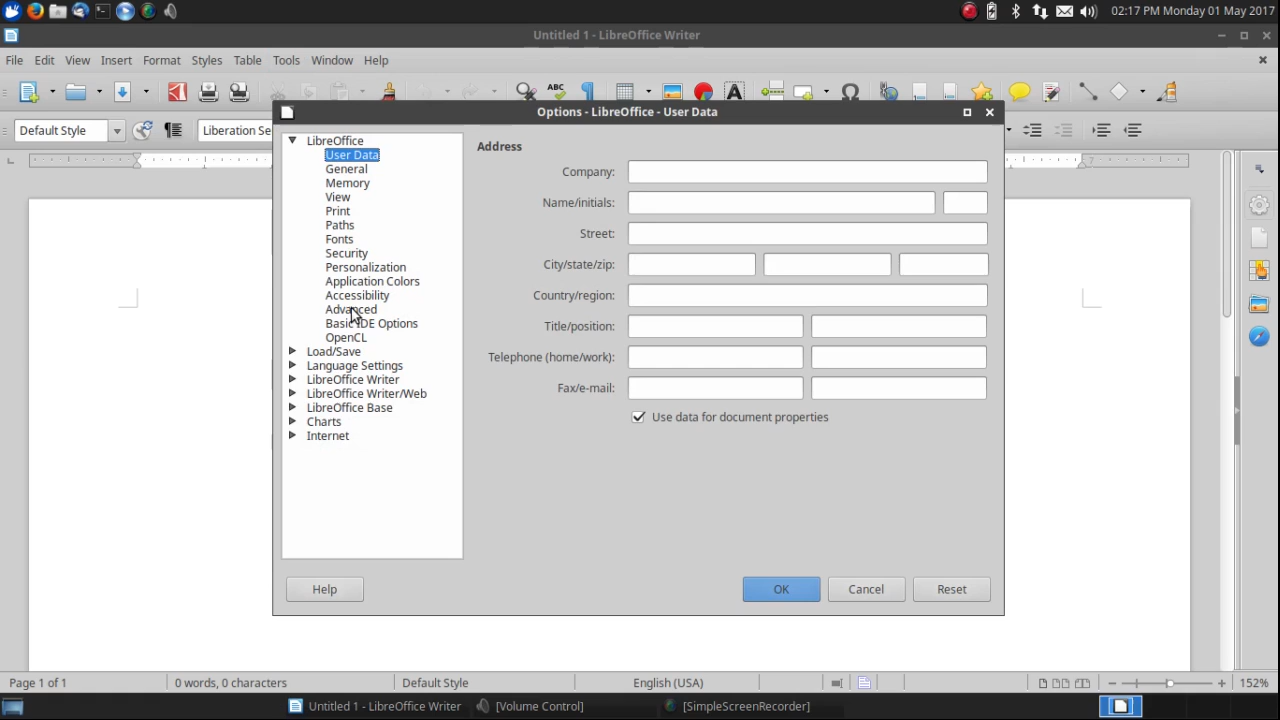 02:17 PM Monday 01 May 2017
Untitled 1 - LibreOffice Writer
File Edit View Insert Format Styles Table Tools Window Help
ABC
A
Default Style
Liberation Se
Options - LibreOffice - User Data
LibreOffice
User Data
General
Memory
View
Print
Paths
Fonts
Security
Personalization
Application Colors
Accessibility
Advanced
Basic IDE Options
OpenCL
Load/Save
Language Settings
LibreOffice Writer
LibreOffice Writer/Web
LibreOffice Base
Charts
Internet
Address
Company:
Name/initials:
Street:
City/state/zip:
Country/region:
Title/position:
Telephone (home/work):
Fax/e-mail:
Use data for document properties
Help
OK
Cancel
Reset
Page 1 of 1
0 words, 0 characters
Default Style
English (USA)
152%
Untitled 1 - LibreOffice Writer
[Volume Control]
[SimpleScreenRecorder]